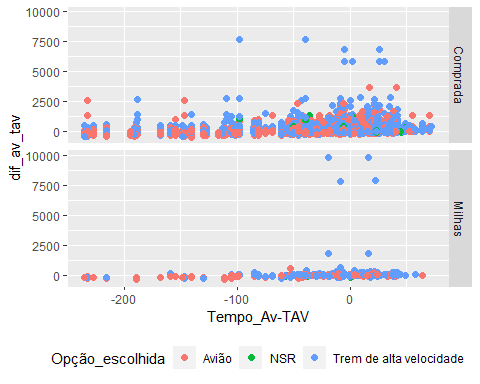 10000
7500
5000
2500
0
Comprada
10000
7500
5000
2500
0
Milhas
dif_av_tav
-200
-100
0
Tempo_Av-TAV
Opção_escolhida
Avião
NSR
Trem de alta velocidade